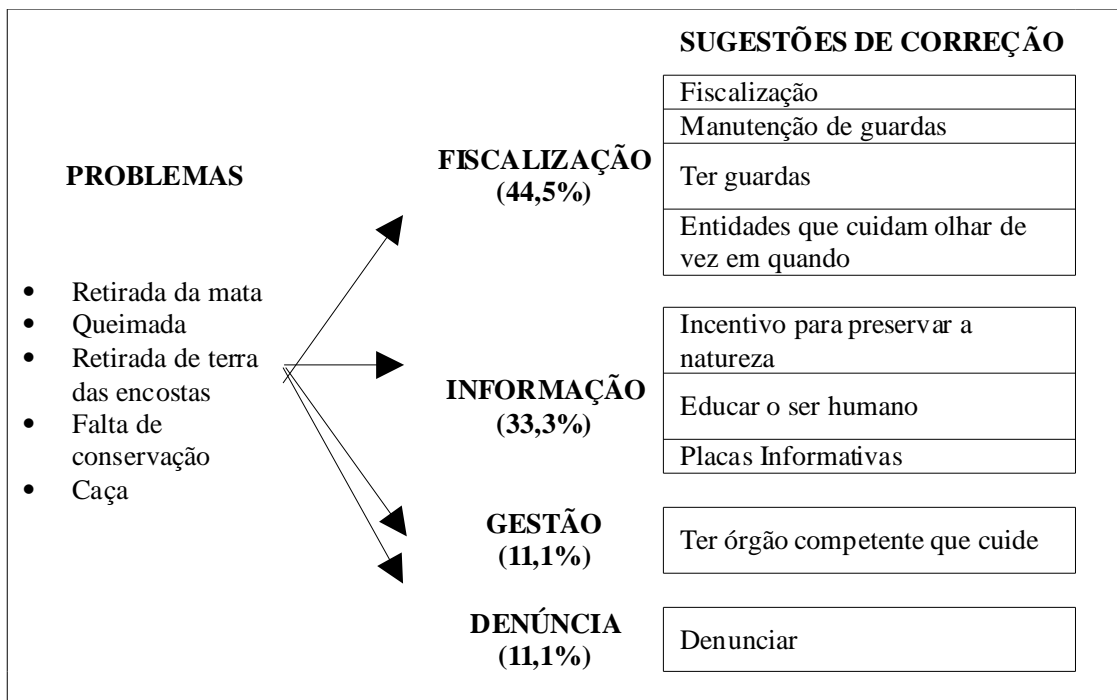 SUGESTÕES DE CORREÇÃO
PROBLEMAS
• Retirada da mata
• Queimada
• Retirada de terra
das encostas
• Falta de
conservação
• Caça
FISCALIZAÇÃO
(44,5%)
Fiscalização
Manutenção de guardas
Ter guardas
Entidades que cuidam olhar de
vez em quando
INFORMAÇÃO
(33,3%)
Incentivo para preservar a
natureza
Educar o ser humano
Placas Informativas
GESTÃO
(11,1%)
Ter órgão competente que cuide
DENÚNCIA
(11,1%)
Denunciar